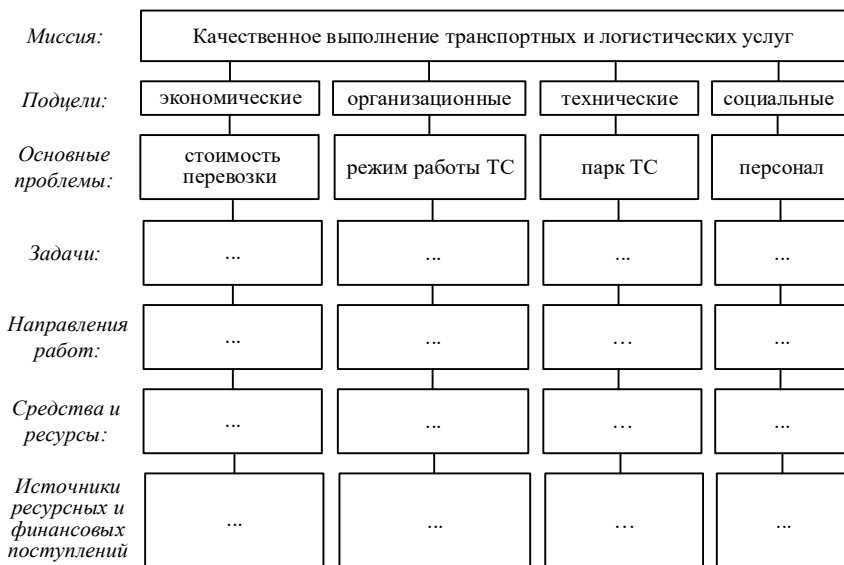 Миссия:
Качественное выполнение транспортных и логистических услуг
Подцели:
экономические
организационные
технические
социальные
Основные
проблемы:
стоимость
перевозки
режим работы ТС
парк ТС
персонал
Задачи:
...
...
...
...
Направления
работ:
...
...
...
...
Средства и
ресурсы:
...
...
...
...
Источники
ресурсных и
финансовых
поступлений
...
...
...
...